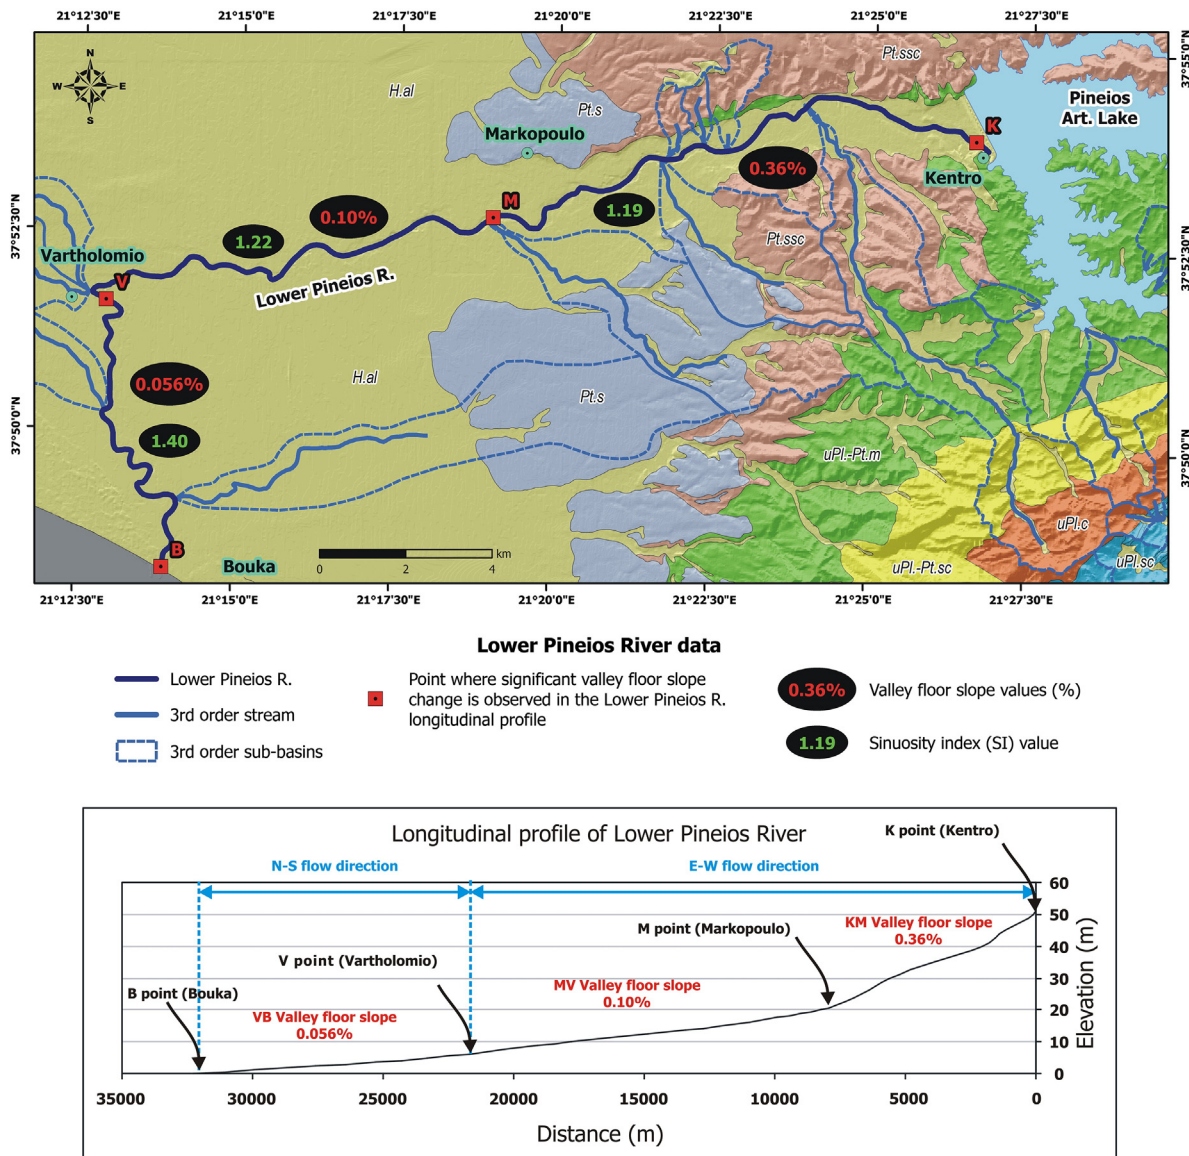 21°12'30"E 21°15'0"E 21°17'30"E 21°20'0"E 21°22'30"E 21°25'0"E 21°27'30"E
N
W E
S
H.al
Pt.s
Pt.ssc
37°55'0"N
Pineios
Art. Lake
Markopoulo
K
Kentro
0.36%
M
1.19
0.10%
37°52'30"N
1.22
Pt.ssc
37°52'30"N
Vartholomio
V
Lower Pineios R.
0.056%
H.al
Pt.s
37°50'0"N
1.40
uPl.-Pt.m
37°50'0"N
uPl.c
B
Bouka
km
0 2 4
uPl.-Pt.sc
uPl.sc
21°12'30"E 21°15'0"E 21°17'30"E 21°20'0"E 21°22'30"E 21°25'0"E 21°27'30"E
Lower Pineios River data
Lower Pineios R.
3rd order stream
3rd order sub-basins
Point where significant valley floor slope
change is observed in the Lower Pineios R.
longitudinal profile
0.36% Valley floor slope values (%)
1.19 Sinuosity index (SI) value
Longitudinal profile of Lower Pineios River
K point (Kentro)
N-S flow direction
E-W flow direction
M point (Markopoulo)
KM Valley floor slope
0.36%
V point (Vartholomio)
MV Valley floor slope
0.10%
B point (Bouka)
VB Valley floor slope
0.056%
60
50
40
30
20
10
0
Elevation (m)
35000 30000 25000 20000 15000 10000 5000 0
Distance (m)